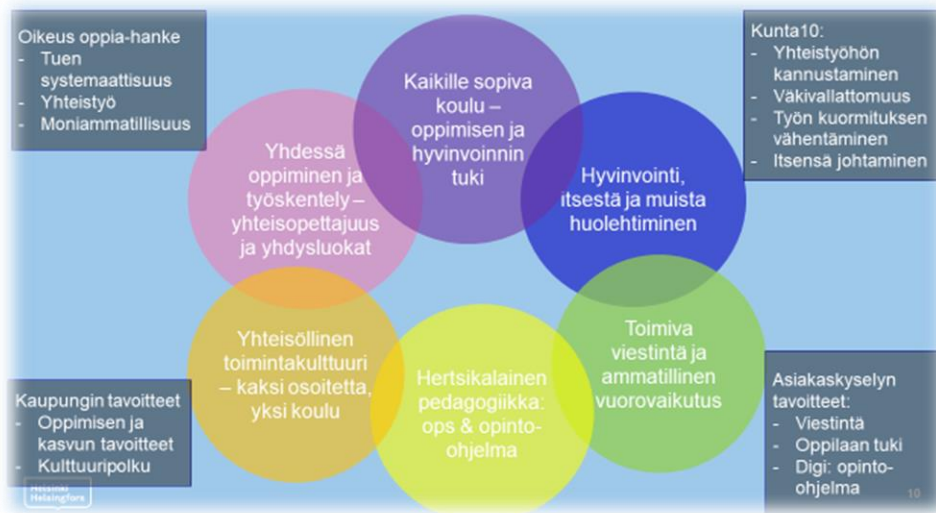 Oikeus oppia-hanke
- Tuen
systemaattisuus
- Yhteistyö
- Moniammatillisuus
Kaikille sopiva
koulu –
oppimisen ja
hyvinvoinnin
tuki
Kunta10:
- Yhteistyöhön
kannustaminen
- Väkivallattomuus
- Työn kuormituksen
vähentäminen
- Itsensä johtaminen
Yhdessä
oppiminen ja
työskentely –
yhteisopettajuus
ja yhdysluokat
Hyvinvointi,
itsestä ja muista
huolehtiminen
Yhteisöllinen
toimintakulttuuri
– kaksi osoitetta,
yksi koulu
Hertsikalainen
pedagogiikka:
ops & opinto-
ohjelma
Toimiva
viestintä ja
ammatillinen
vuorovaikutus
Kaupungin tavoitteet
- Oppimisen ja
kasvun tavoitteet
- Kulttuuripolku
Asiakaskyselyn
tavoitteet:
- Viestintä
- Oppilaan tuki
- Digi: opinto-
ohjelma
Helsinki
Helsingfors
10